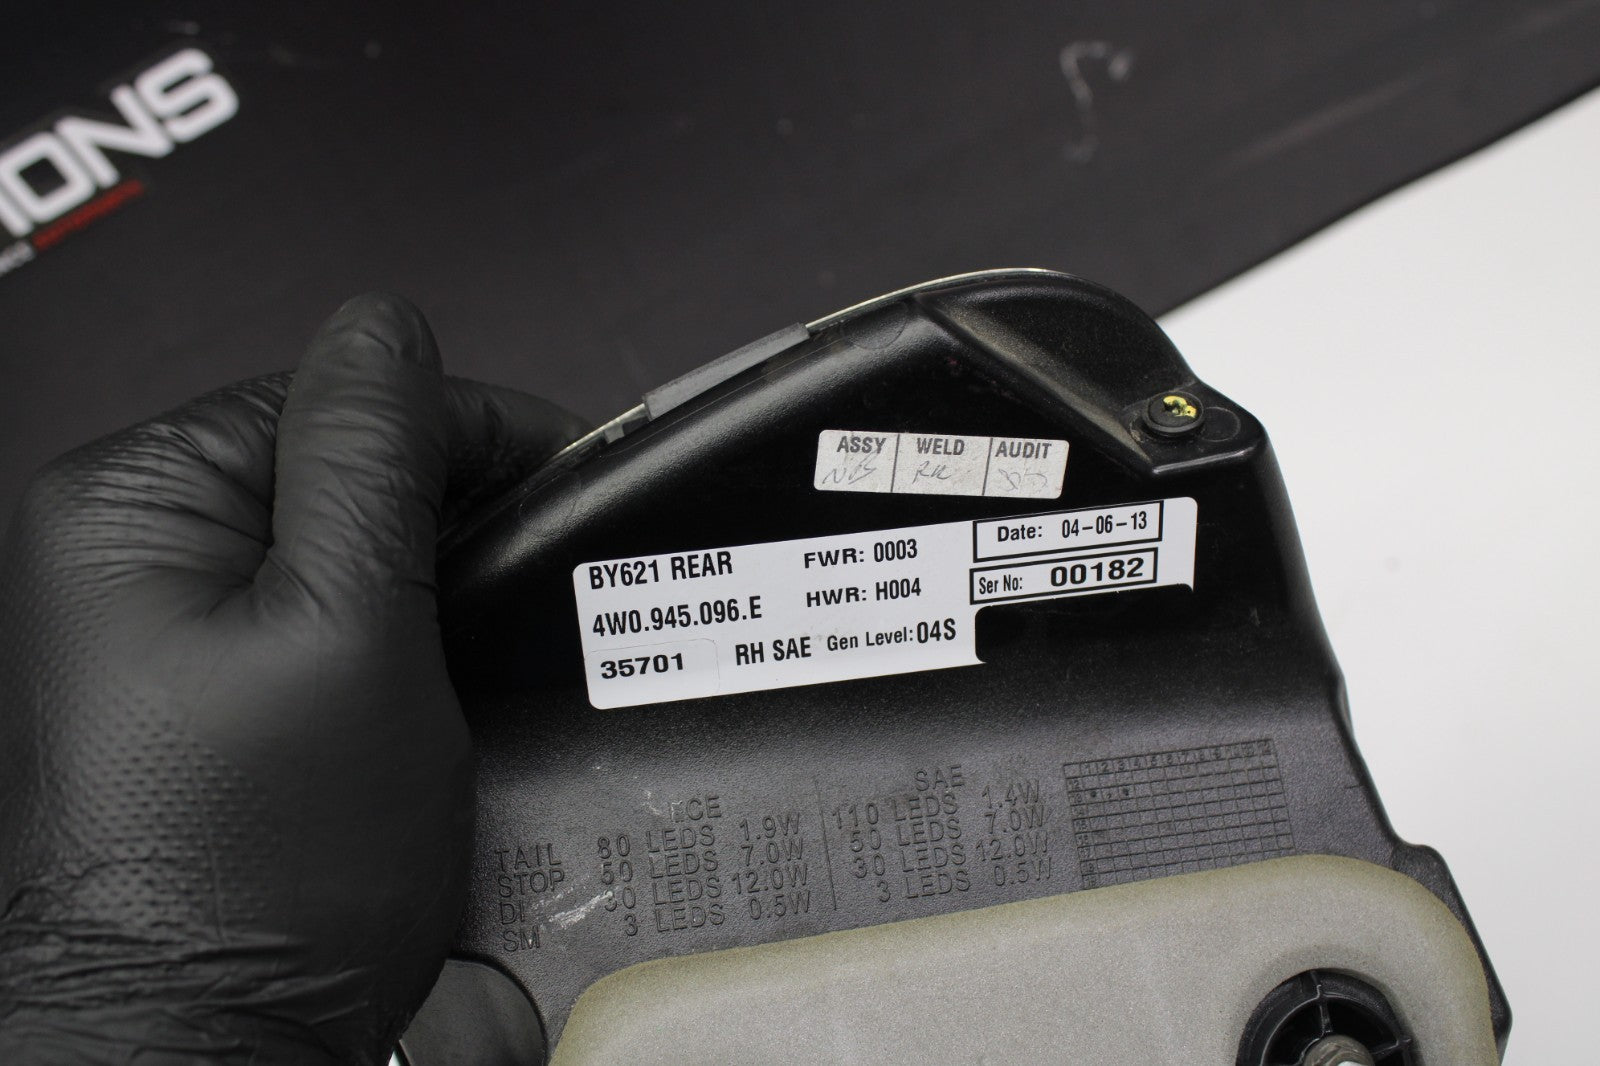 IONS
ASSY WELD AUDIT
BY621 REAR FWR: 0003 Date: 04-06-13
4W0.945.096.E HWR: H004 Ser No: 00182
35701 RH SAE Gen Level: 04S
ECE SAE
TAIL 80 LEDS 1.9W 110 LEDS 1.4W
STOP 50 LEDS 7.0W 50 LEDS 7.0W
DI 30 LEDS 12.0W 30 LEDS 12.0W
SM 3 LEDS 0.5W 3 LEDS 0.5W